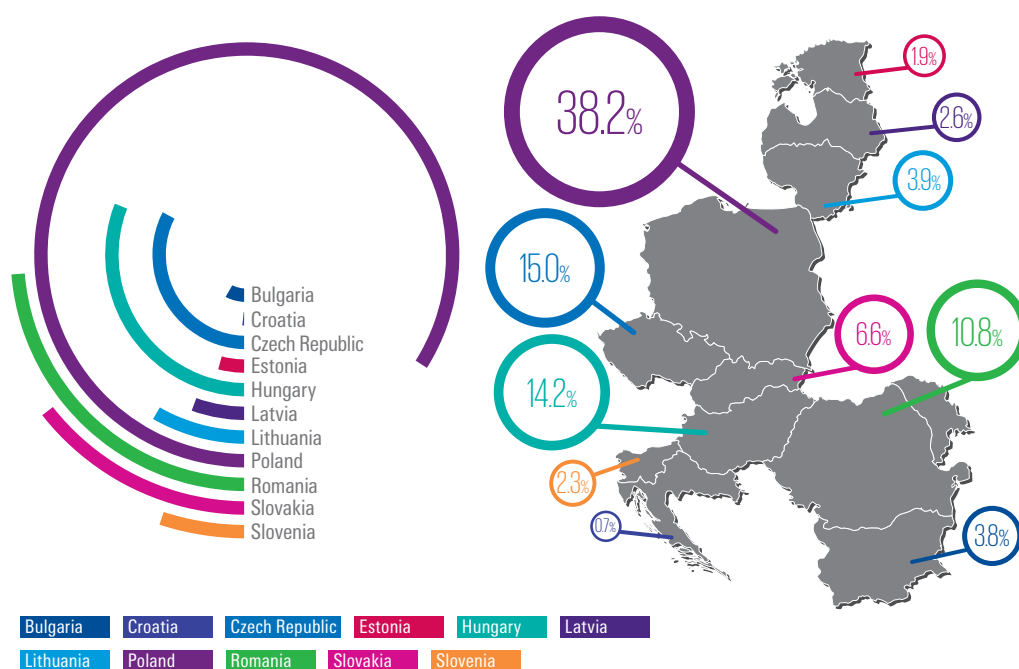 Bulgaria
Croatia
Czech Republic
Estonia
Hungary
Latvia
Lithuania
Poland
Romania
Slovakia
Slovenia
38.2%
1.9%
2.6%
3.9%
15.0%
6.6%
10.8%
14.2%
2.3%
0.7%
3.8%
Bulgaria Croatia Czech Republic Estonia Hungary Latvia
Lithuania Poland Romania Slovakia Slovenia